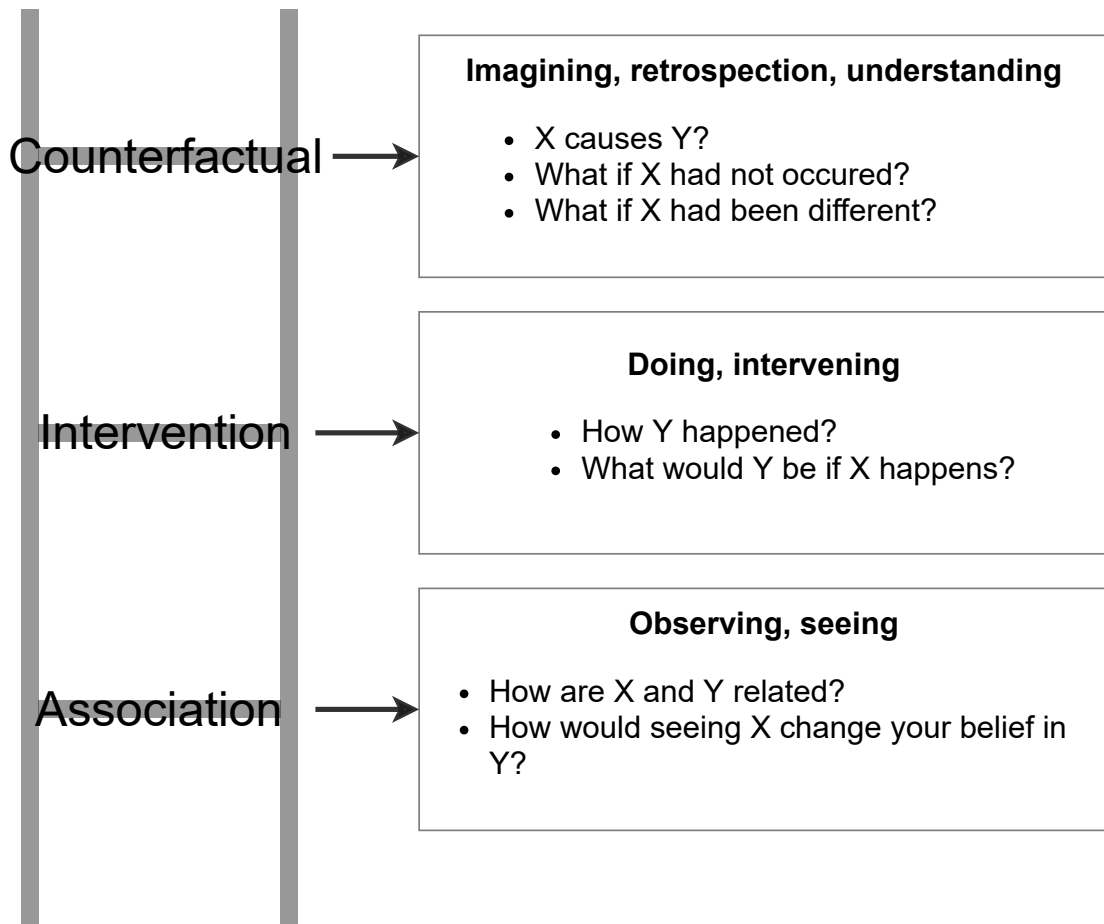 Counterfactual
Imagining, retrospection, understanding
• X causes Y?
• What if X had not occured?
• What if X had been different?
Intervention
Doing, intervening
• How Y happened?
• What would Y be if X happens?
Association
Observing, seeing
• How are X and Y related?
• How would seeing X change your belief in
Y?